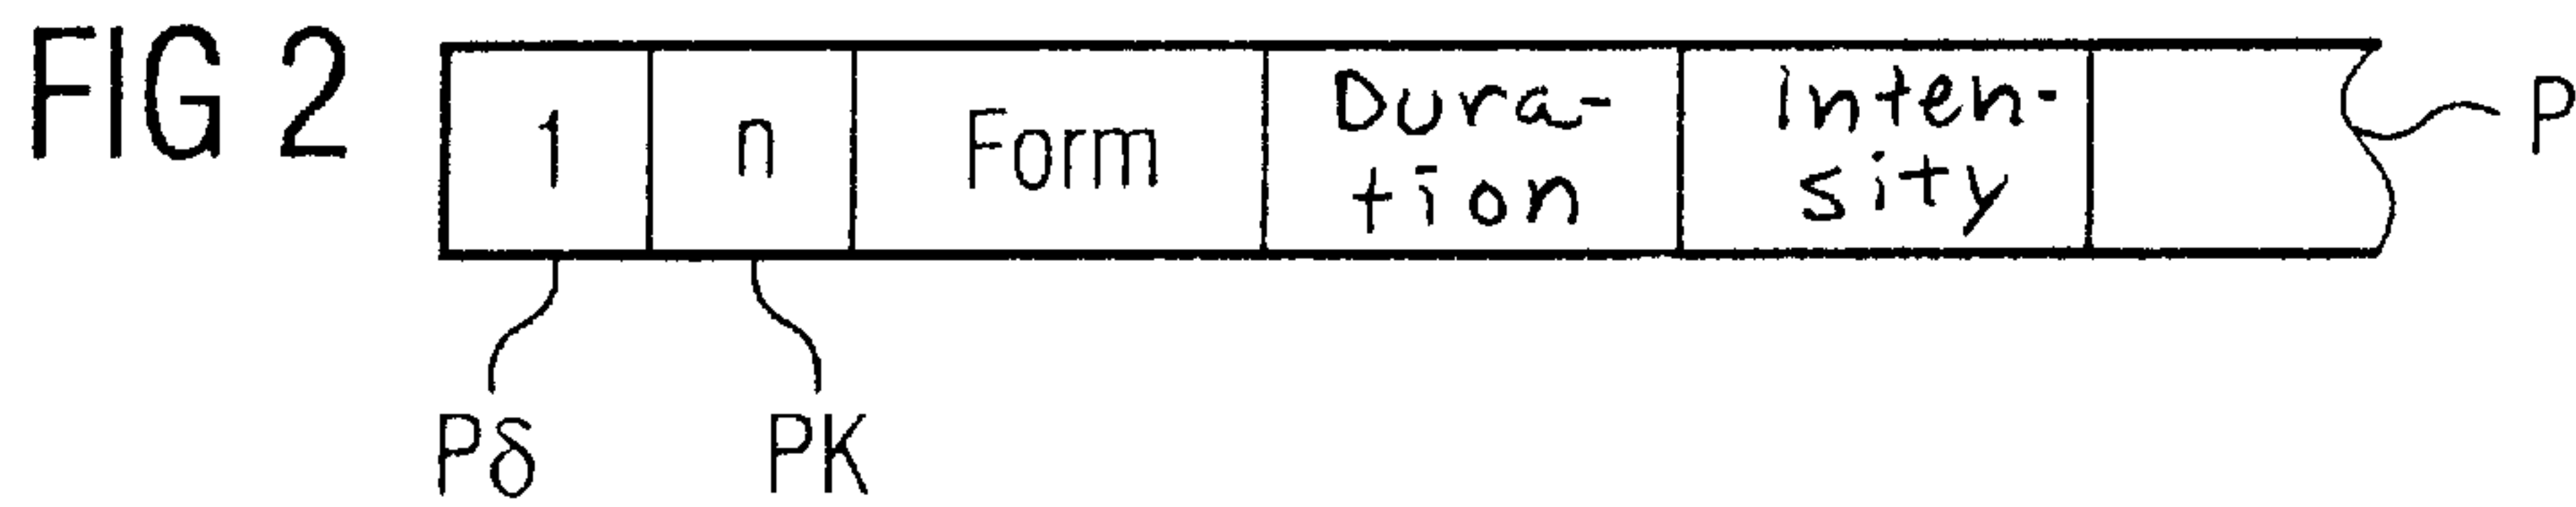 FIG 2
1 n Form Dura- Inten-
tion sity
P
Pδ PK